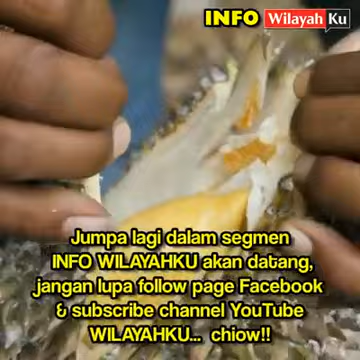 INFO Wilayah Ku
Jumpa lagi dalam segmen
INFO WILAYAHKU akan datang,
jangan lupa follow page Facebook
& subscribe channel YouTube
WILAYAHKU... chiow!!